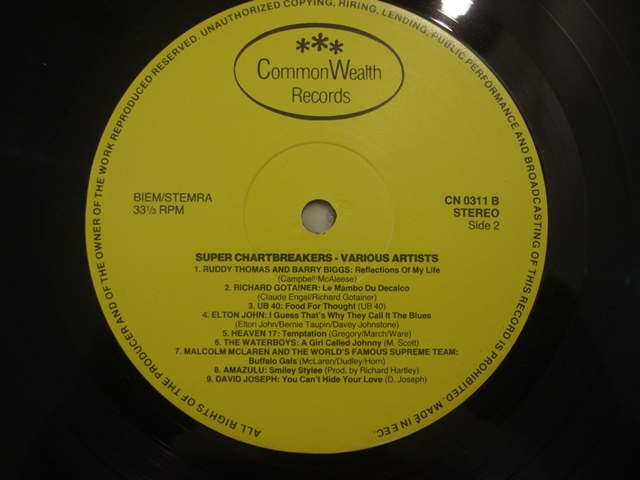 ALL RIGHTS OF THE PRODUCER AND OF THE OWNER OF THE WORK REPRODUCED RESERVED. UNAUTHORIZED COPYING, HIRING, LENDING, PUBLIC PERFORMANCE AND BROADCASTING OF THIS RECORD IS PROHIBITED. MADE IN E.E.C.
***
CommonWealth
Records
BIEM/STEMRA
33⅓ RPM
CN 0311 B
STEREO
Side 2
SUPER CHARTBREAKERS - VARIOUS ARTISTS
1. RUDDY THOMAS AND BARRY BIGGS: Reflections Of My Life
(Campbell/McAleese)
2. RICHARD GOTAINER: Le Mambo Du Decalco
(Claude Engel/Richard Gotainer)
3. UB 40: Food For Thought (UB 40)
4. ELTON JOHN: I Guess That's Why They Call It The Blues
(Elton John/Bernie Taupin/Davey Johnstone)
5. HEAVEN 17: Temptation (Gregory/March/Ware)
6. THE WATERBOYS: A Girl Called Johnny (M. Scott)
7. MALCOLM MCLAREN AND THE WORLD'S FAMOUS SUPREME TEAM:
Buffalo Gals (McLaren/Dudley/Horn)
8. AMAZULU: Smiley Stylee (Prod. by Richard Hartley)
9. DAVID JOSEPH: You Can't Hide Your Love (D. Joseph)